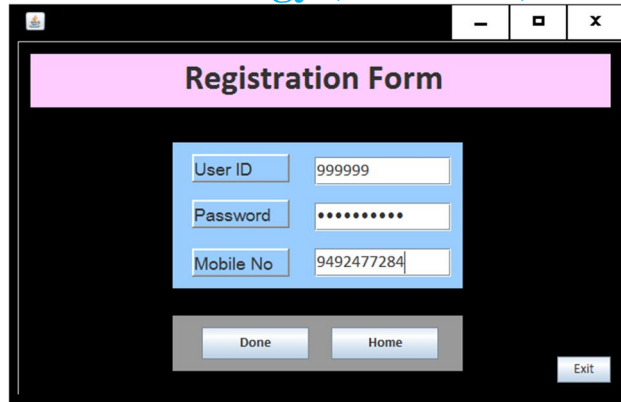 Registration Form
User ID 999999
Password ••••••••••
Mobile No 9492477284
Done Home
Exit